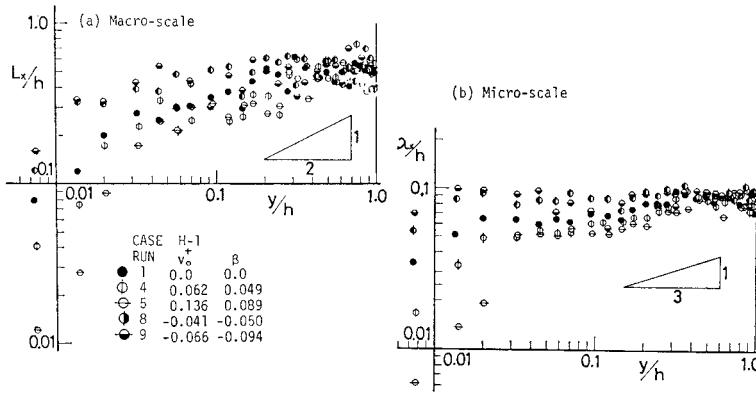 (a) Macro-scale
1.0
Lx/h
0.1
0.01
0.01
0.1
1.0
y/h
1
2
CASE H-1
RUN v₀⁺ β
1 0.0 0.0
4 0.062 0.049
5 0.136 0.089
8 -0.041 -0.050
9 -0.066 -0.094
(b) Micro-scale
λx/h
0.1
0.01
0.01
0.1
1.0
y/h
1
3